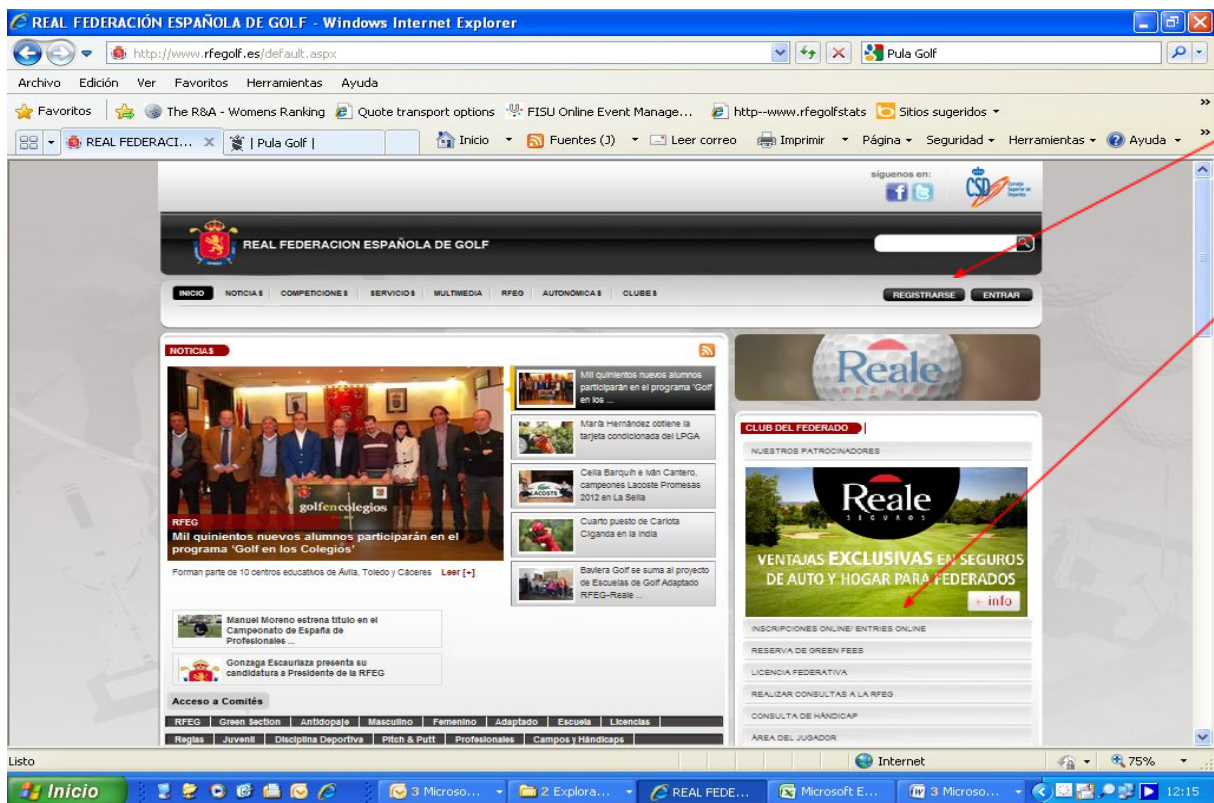 REAL FEDERACIÓN ESPAÑOLA DE GOLF - Windows Internet Explorer
http://www.rfegolf.es/default.aspx
Pula Golf
Archivo Edición Ver Favoritos Herramientas Ayuda
Favoritos The R&A - Womens Ranking Quote transport options FISU Online Event Manage... http--www.rfegolfstats Sitios sugeridos
REAL FEDERACI... | Pula Golf | Inicio Fuentes (J) Leer correo Imprimir Página Seguridad Herramientas Ayuda
síguenos en:
CSD Consejo Superior de Deportes
REAL FEDERACION ESPAÑOLA DE GOLF
INICIO NOTICIAS COMPETICIONES SERVICIOS MULTIMEDIA RFEG AUTONÓMICAS CLUBES
REGISTRARSE ENTRAR
NOTICIAS
golfencolegios
RFEG
Mil quinientos nuevos alumnos participarán en el
programa ‘Golf en los Colegios’
Forman parte de 10 centros educativos de Ávila, Toledo y Cáceres Leer [+]
Mil quinientos nuevos alumnos
participarán en el programa ‘Golf
en los ...
María Hernández obtiene la
tarjeta condicionada del LPGA
LACOSTE
Celia Barquín e Iván Cantero,
campeones Lacoste Promesas
2012 en La Sella
Cuarto puesto de Carlota
Ciganda en la India
Baviera Golf se suma al proyecto
de Escuelas de Golf Adaptado
RFEG-Reale ...
Manuel Moreno estrena título en el
Campeonato de España de
Profesionales ...
Gonzaga Escauriaza presenta su
candidatura a Presidente de la RFEG
Acceso a Comités
RFEG | Green Section | Antidopaje | Masculino | Femenino | Adaptado | Escuela | Licencias |
Reglas | Juvenil | Disciplina Deportiva | Pitch & Putt | Profesionales | Campos y Hándicaps |
Reale
SEGUROS
CLUB DEL FEDERADO
NUESTROS PATROCINADORES
Reale
SEGUROS
VENTAJAS EXCLUSIVAS EN SEGUROS
DE AUTO Y HOGAR PARA FEDERADOS
+ info
INSCRIPCIONES ONLINE/ ENTRIES ONLINE
RESERVA DE GREEN FEES
LICENCIA FEDERATIVA
REALIZAR CONSULTAS A LA RFEG
CONSULTA DE HÁNDICAP
ÁREA DEL JUGADOR
Listo Internet 75%
Inicio 3 Microso... 2 Explora... REAL FEDE... Microsoft E... 3 Microso... 12:15